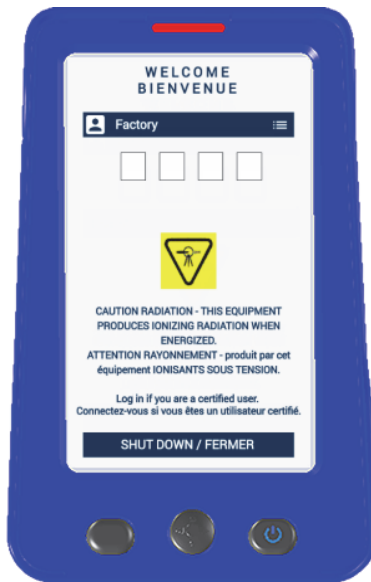 WELCOME
BIENVENUE
Factory
CAUTION RADIATION - THIS EQUIPMENT
PRODUCES IONIZING RADIATION WHEN
ENERGIZED.
ATTENTION RAYONNEMENT - produit par cet
équipement IONISANTS SOUS TENSION.
Log in if you are a certified user.
Connectez-vous si vous êtes un utilisateur certifié.
SHUT DOWN / FERMER